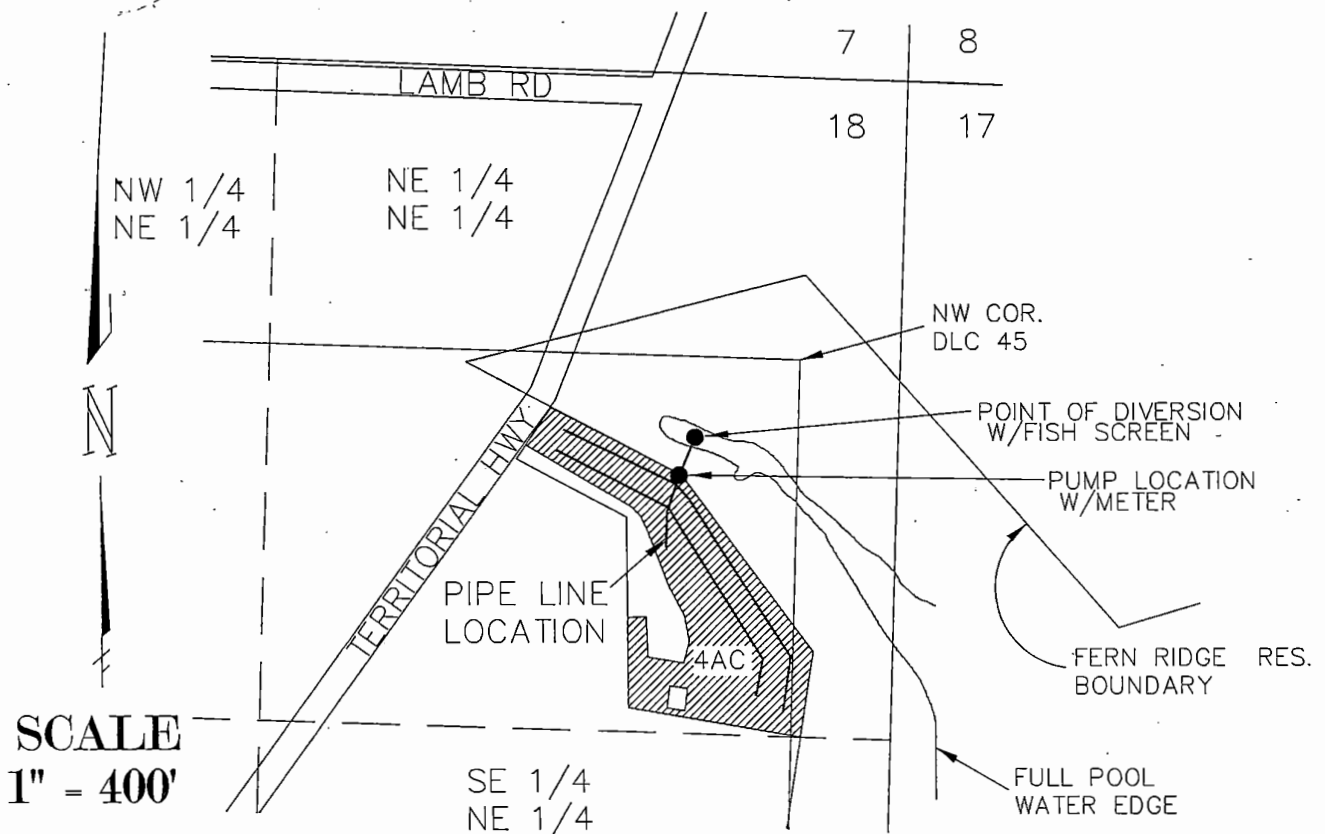 7
8
LAMB RD
18
17
NW 1/4
NE 1/4
NE 1/4
NE 1/4
NW COR.
DLC 45
N
POINT OF DIVERSION
W/FISH SCREEN
TERRITORIAL HWY
PUMP LOCATION
W/METER
PIPE LINE
LOCATION
4AC
FERN RIDGE RES.
BOUNDARY
SCALE
1" = 400'
SE 1/4
NE 1/4
FULL POOL
WATER EDGE